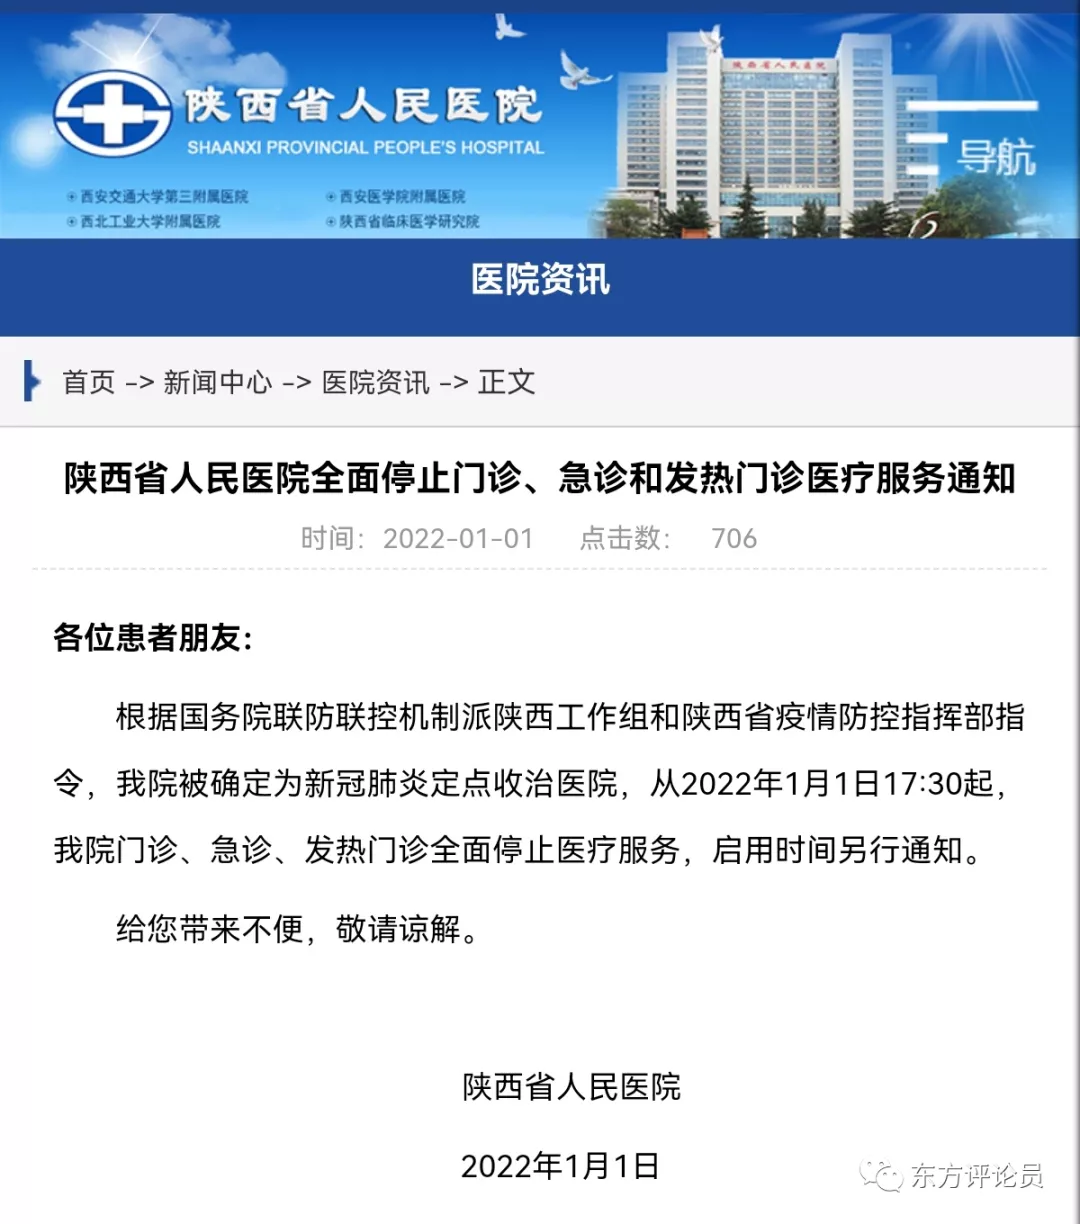 陕西省人民医院
SHAANXI PROVINCIAL PEOPLE'S HOSPITAL
西安交通大学第三附属医院 西安医学院附属医院
西北工业大学附属医院 陕西省临床医学研究院
陕西省人民医院
导航
医院资讯
首页 -> 新闻中心 -> 医院资讯 -> 正文
陕西省人民医院全面停止门诊、急诊和发热门诊医疗服务通知
时间：2022-01-01 点击数： 706
各位患者朋友：
根据国务院联防联控机制派陕西工作组和陕西省疫情防控指挥部指
令，我院被确定为新冠肺炎定点收治医院，从2022年1月1日17:30起，
我院门诊、急诊、发热门诊全面停止医疗服务，启用时间另行通知。
给您带来不便，敬请谅解。
陕西省人民医院
2022年1月1日
东方评论员